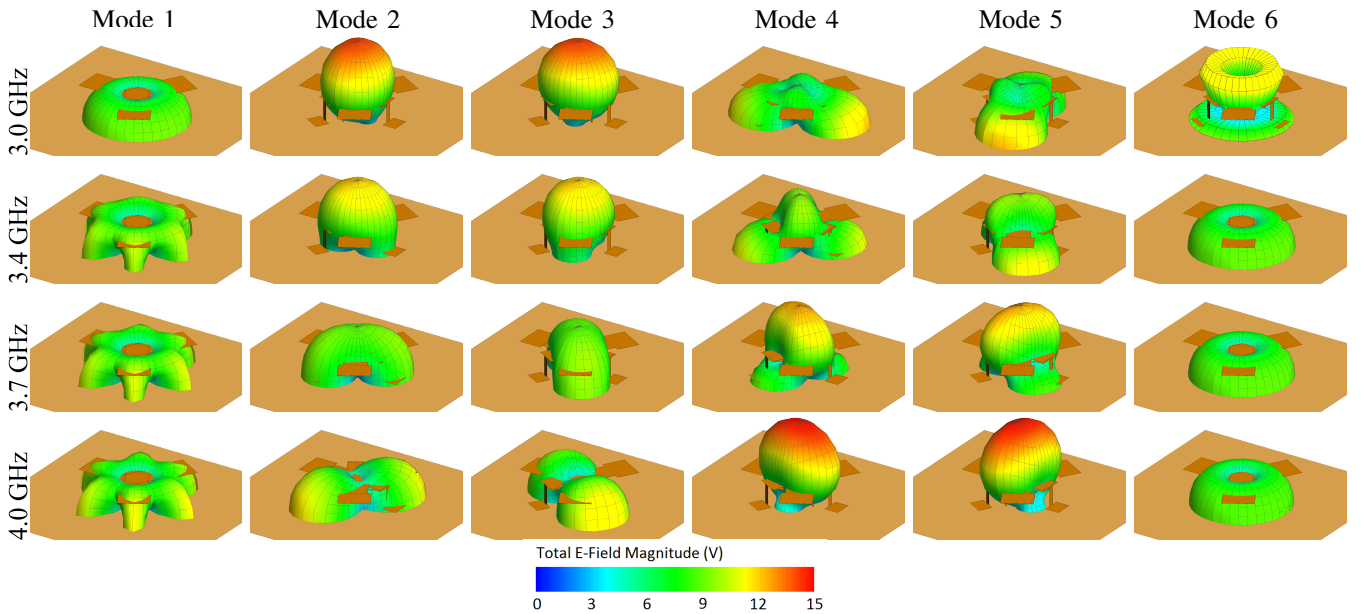 Mode 1 Mode 2 Mode 3 Mode 4 Mode 5 Mode 6
3.0 GHz
3.4 GHz
3.7 GHz
4.0 GHz
Total E-Field Magnitude (V)
0 3 6 9 12 15